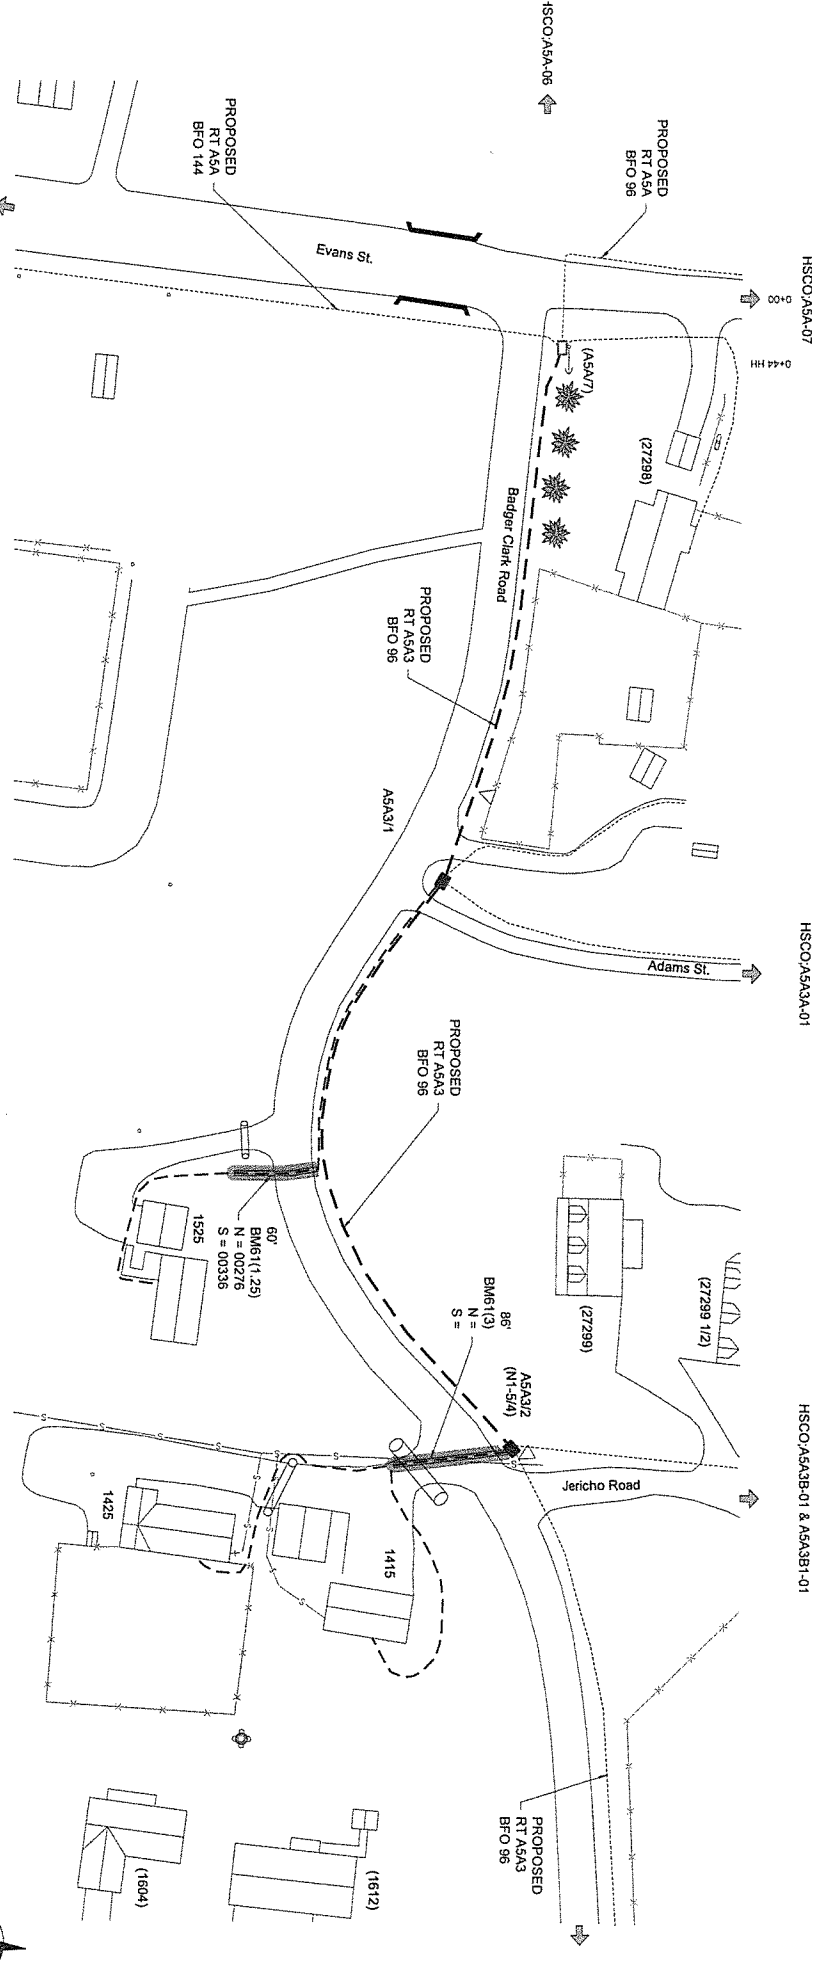 HSCO;A5A-06
PROPOSED
RT A5A
BFO 144
PROPOSED
RT A5A
BFO 96
HSCO;A5A-07
0+00
0+44 HH
Evans St.
(A5A/7)
(27298)
Badger Clark Road
PROPOSED
RT A5A3
BFO 96
A5A3/1
Adams St.
HSCO;A5A3A-01
PROPOSED
RT A5A3
BFO 96
60'
BM61(1.25)
N = 00276
S = 00336
1525
86'
BM61(3)
N =
S =
A5A3/2
(N1-5/4)
(27299)
(27299 1/2)
HSCO;A5A3B-01 & A5A3B1-01
Jericho Road
1425
1415
PROPOSED
RT A5A3
BFO 96
(1604)
(1612)